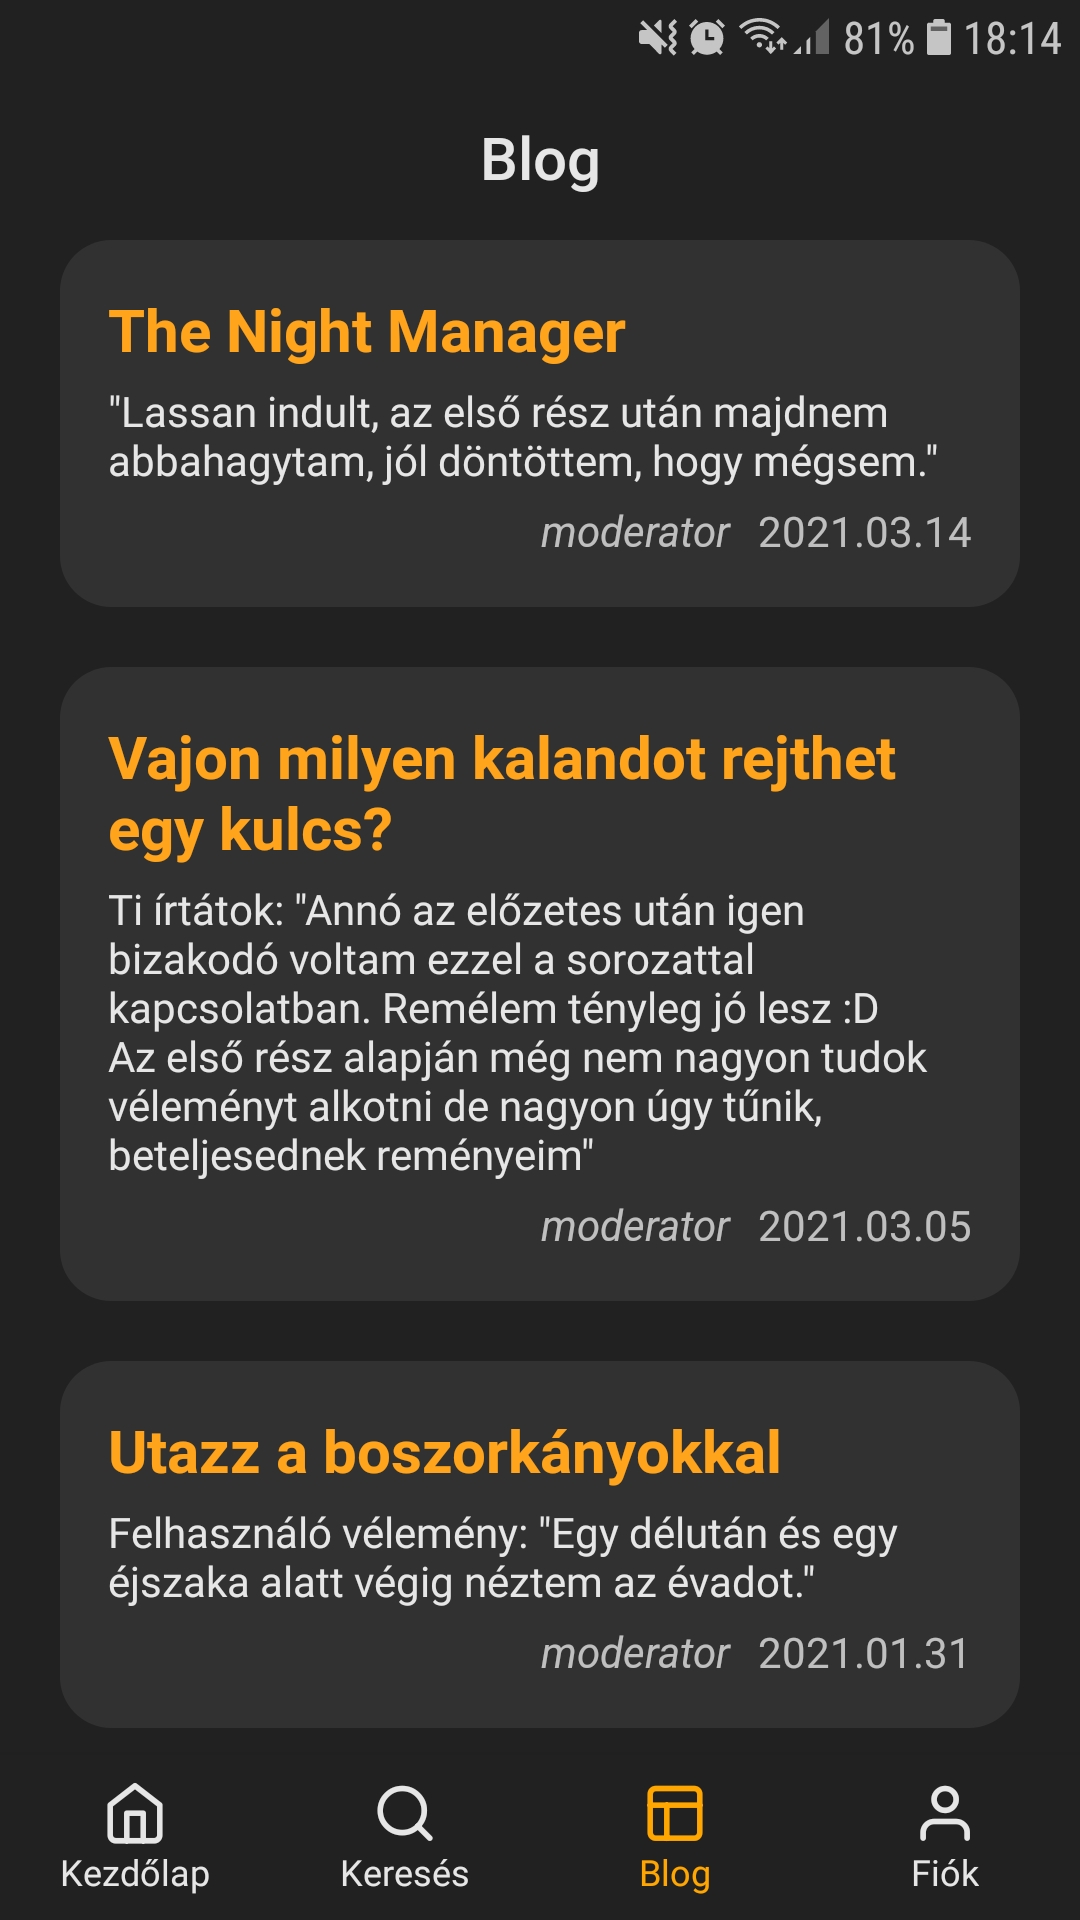 81% 18:14
Blog
The Night Manager
"Lassan indult, az első rész után majdnem
abbahagytam, jól döntöttem, hogy mégsem."
moderator 2021.03.14
Vajon milyen kalandot rejthet
egy kulcs?
Ti írtátok: "Annó az előzetes után igen
bizakodó voltam ezzel a sorozattal
kapcsolatban. Remélem tényleg jó lesz :D
Az első rész alapján még nem nagyon tudok
véleményt alkotni de nagyon úgy tűnik,
beteljesednek reményeim"
moderator 2021.03.05
Utazz a boszorkányokkal
Felhasználó vélemény: "Egy délután és egy
éjszaka alatt végig néztem az évadot."
moderator 2021.01.31
Kezdőlap Keresés Blog Fiók